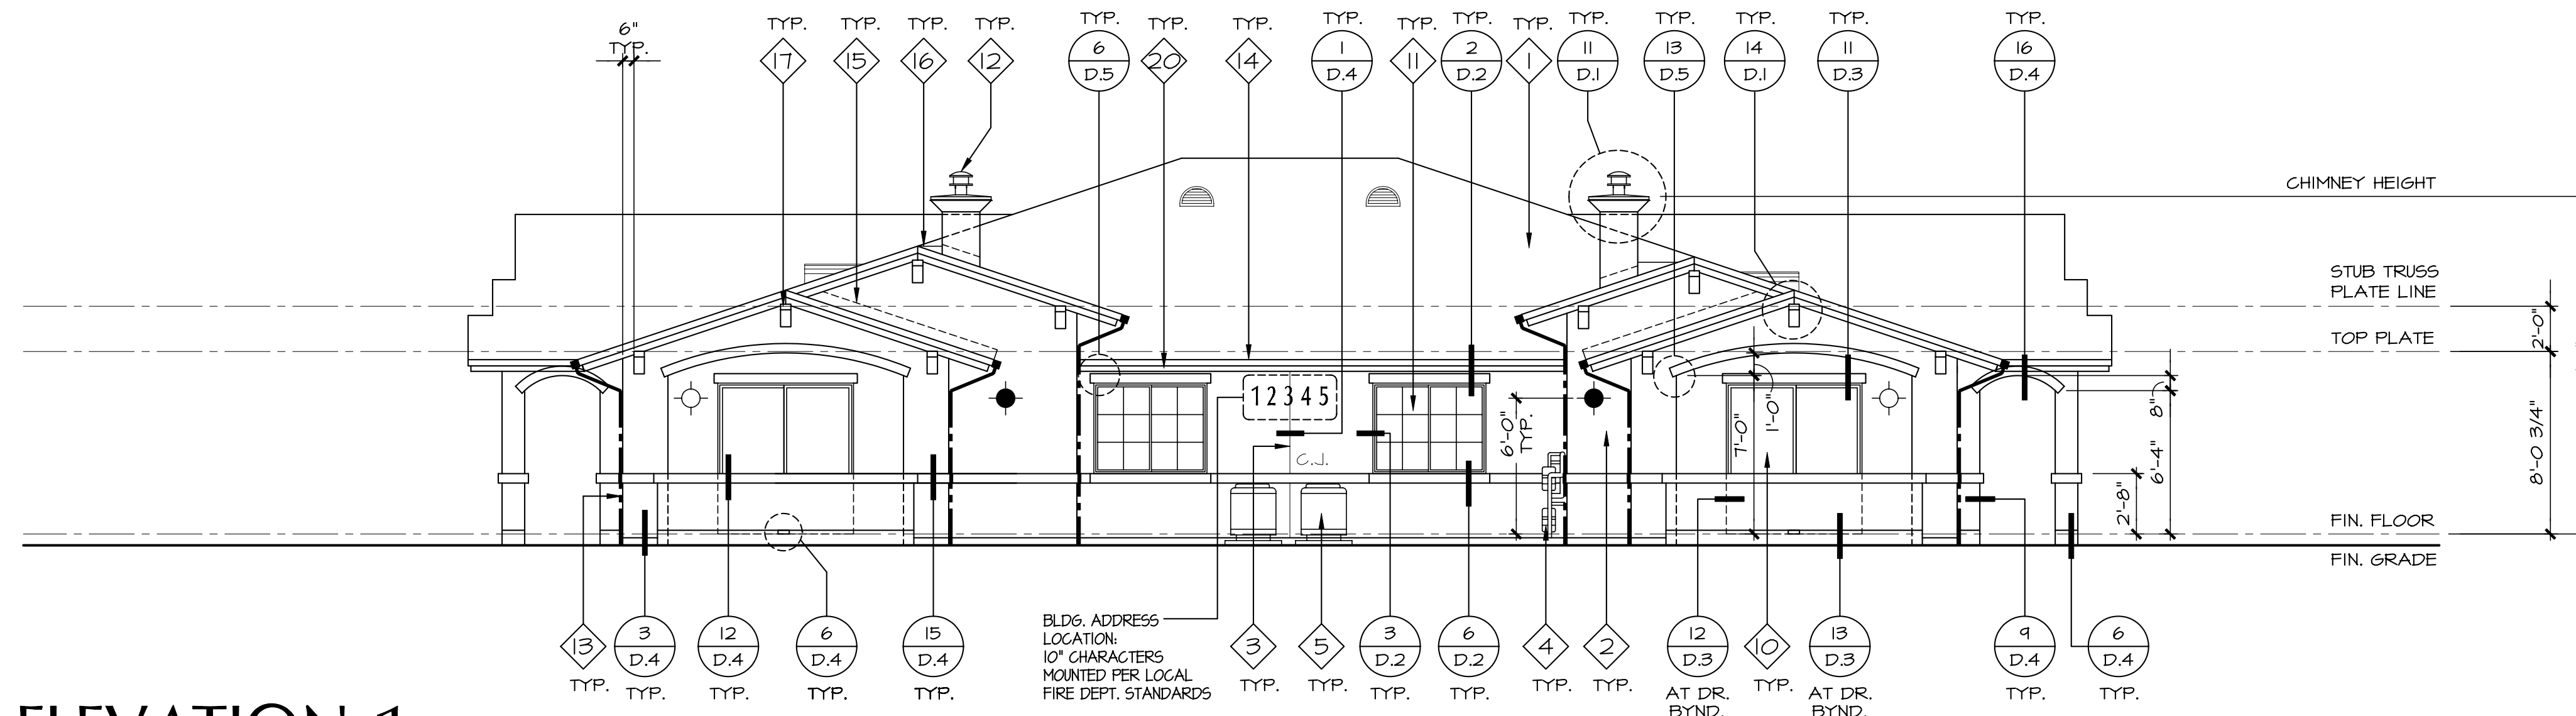 6"
TYP.
TYP. TYP. TYP. TYP. TYP. TYP. TYP. TYP. TYP. TYP. TYP. TYP. TYP. TYP. TYP. TYP.
17 15 16 12 6 20 14 1 11 2 1 11 13 14 11 16
D.5 D.4 D.2 D.1 D.5 D.1 D.3 D.4
CHIMNEY HEIGHT
STUB TRUSS
PLATE LINE
2'-0"
TOP PLATE
12345
C.J.
6'-0"
TYP.
7'-0"
1'-0"
8"
6'-4"
2'-8"
8'-0 3/4"
FIN. FLOOR
FIN. GRADE
BLDG. ADDRESS
LOCATION:
10" CHARACTERS
MOUNTED PER LOCAL
FIRE DEPT. STANDARDS
13 3 12 6 15 3 5 3 6 4 2 12 10 13 9 6
D.4 D.4 D.4 D.4 D.2 D.2 D.3 D.3 D.4 D.4
TYP. TYP. TYP. TYP. TYP. TYP. TYP. TYP. TYP. TYP. TYP. AT DR. TYP. AT DR. TYP. TYP.
BYND. BYND.
ELEVATION 1